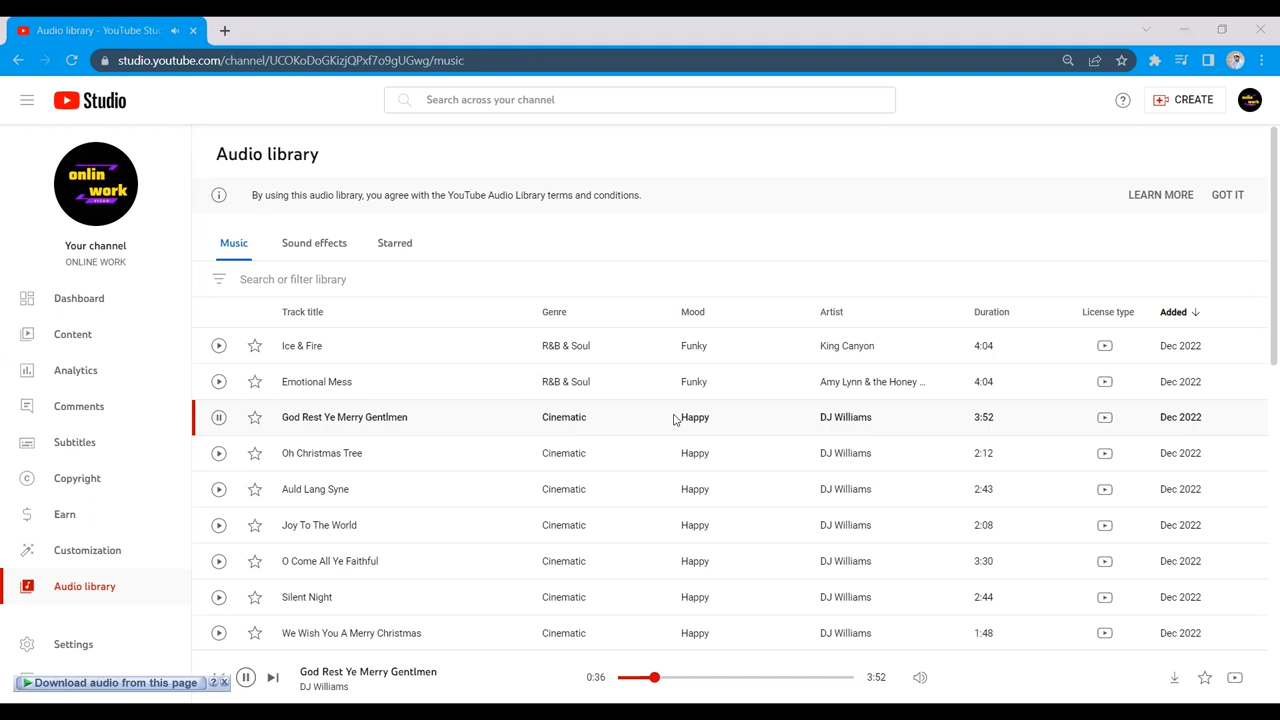 Audio library - YouTube Stu
studio.youtube.com/channel/UCOKoDoGKizjQPxf7o9gUGwg/music
Studio
Search across your channel
CREATE
onlin
work
VIDEO
Your channel
ONLINE WORK
Dashboard
Content
Analytics
Comments
Subtitles
Copyright
Earn
Customization
Audio library
Settings
Audio library
By using this audio library, you agree with the YouTube Audio Library terms and conditions. LEARN MORE GOT IT
Music Sound effects Starred
Search or filter library
Track title Genre Mood Artist Duration License type Added
Ice & Fire R&B & Soul Funky King Canyon 4:04 Dec 2022
Emotional Mess R&B & Soul Funky Amy Lynn & the Honey ... 4:04 Dec 2022
God Rest Ye Merry Gentlmen Cinematic Happy DJ Williams 3:52 Dec 2022
Oh Christmas Tree Cinematic Happy DJ Williams 2:12 Dec 2022
Auld Lang Syne Cinematic Happy DJ Williams 2:43 Dec 2022
Joy To The World Cinematic Happy DJ Williams 2:08 Dec 2022
O Come All Ye Faithful Cinematic Happy DJ Williams 3:30 Dec 2022
Silent Night Cinematic Happy DJ Williams 2:44 Dec 2022
We Wish You A Merry Christmas Cinematic Happy DJ Williams 1:48 Dec 2022
Download audio from this page ? X
God Rest Ye Merry Gentlmen
DJ Williams
0:36 3:52